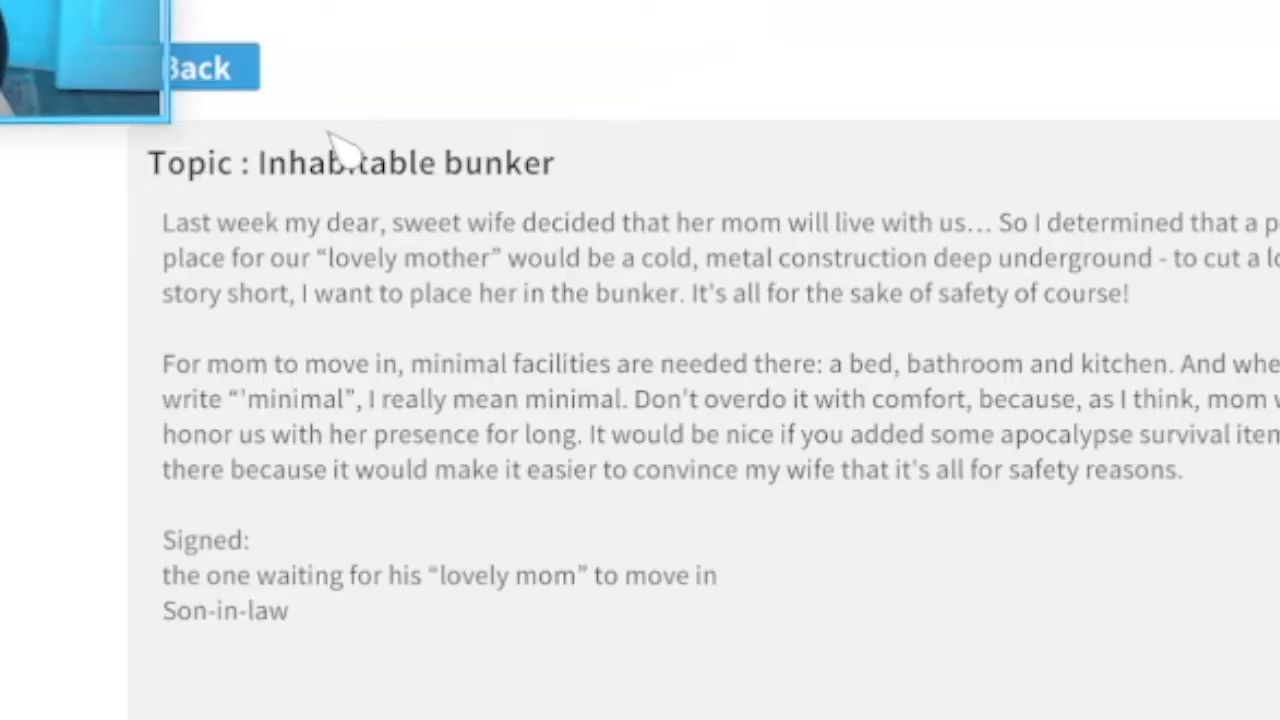 Back
Topic : Inhabitable bunker
Last week my dear, sweet wife decided that her mom will live with us... So I determined that a
place for our “lovely mother” would be a cold, metal construction deep underground - to cut a
story short, I want to place her in the bunker. It's all for the sake of safety of course!
For mom to move in, minimal facilities are needed there: a bed, bathroom and kitchen. And
write “'minimal”, I really mean minimal. Don't overdo it with comfort, because, as I think, mom
honor us with her presence for long. It would be nice if you added some apocalypse survival
there because it would make it easier to convince my wife that it's all for safety reasons.
Signed:
the one waiting for his “lovely mom” to move in
Son-in-law